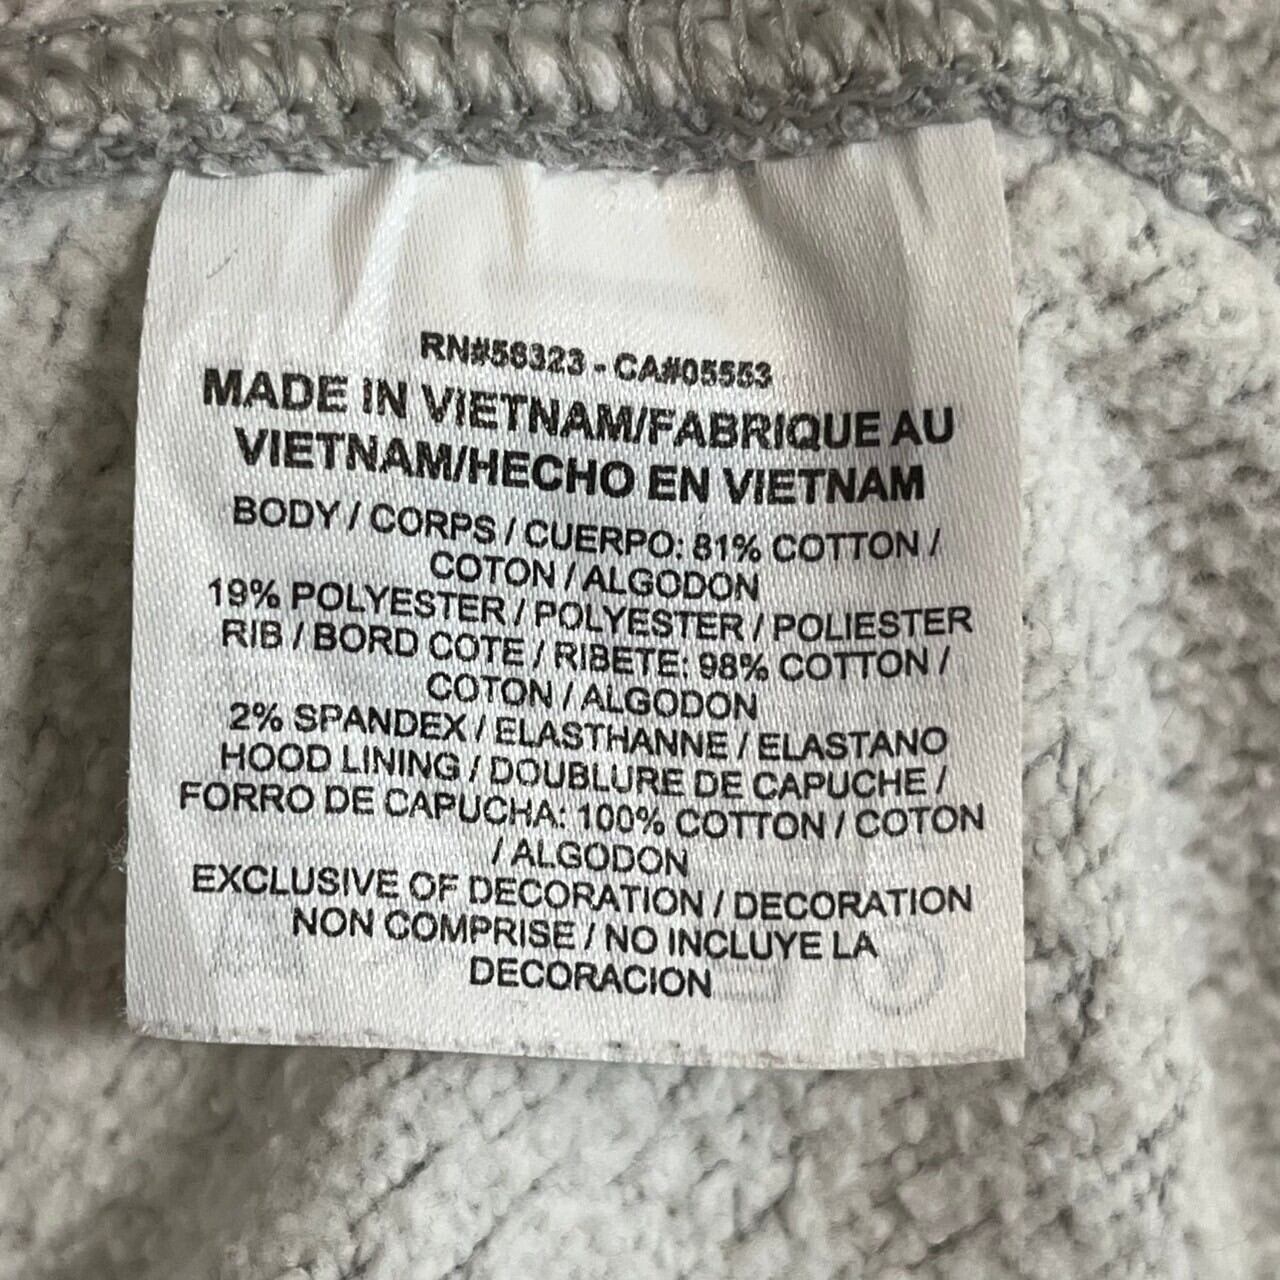 RN#56323 - CA#05553
MADE IN VIETNAM/FABRIQUE AU
VIETNAM/HECHO EN VIETNAM
BODY / CORPS / CUERPO: 81% COTTON /
COTON / ALGODON
19% POLYESTER / POLYESTER / POLIESTER
RIB / BORD COTE / RIBETE: 98% COTTON /
COTON / ALGODON
2% SPANDEX / ELASTHANNE / ELASTANO
HOOD LINING / DOUBLURE DE CAPUCHE /
FORRO DE CAPUCHA: 100% COTTON / COTON
/ ALGODON
EXCLUSIVE OF DECORATION / DECORATION
NON COMPRISE / NO INCLUYE LA
DECORACION